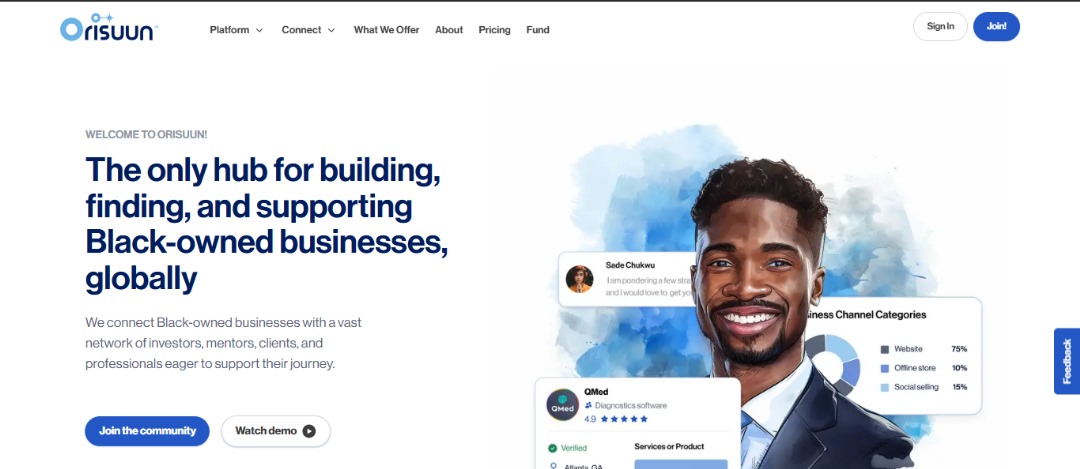 Orisuun™
Platform Connect What We Offer About Pricing Fund
Sign In Join!
WELCOME TO ORISUUN!
The only hub for building,
finding, and supporting
Black-owned businesses,
globally
We connect Black-owned businesses with a vast
network of investors, mentors, clients, and
professionals eager to support their journey.
Join the community Watch demo
Sade Chukwu
I am pondering a few stra
and I would love to get yo
iness Channel Categories
Website 75%
Offline store 10%
Social selling 15%
QMed
QMed
Diagnostics software
4.9
Verified
Services or Product
Atlanta, GA
Feedback